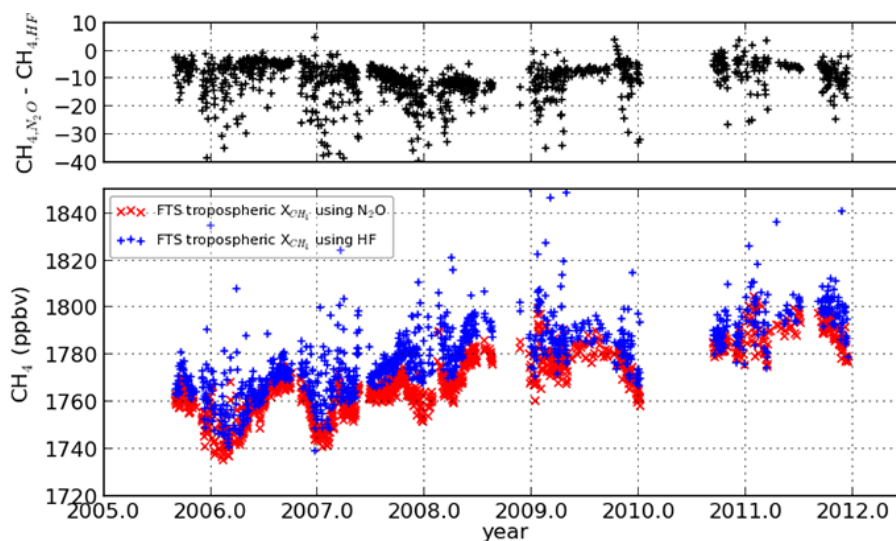 CH₄,N₂O - CH₄,HF
10
0
−10
−20
−30
−40
CH₄ (ppbv)
1840
1820
1800
1780
1760
1740
1720
FTS tropospheric X_CH₄ using N₂O
FTS tropospheric X_CH₄ using HF
2005.0 2006.0 2007.0 2008.0 2009.0 2010.0 2011.0 2012.0
year